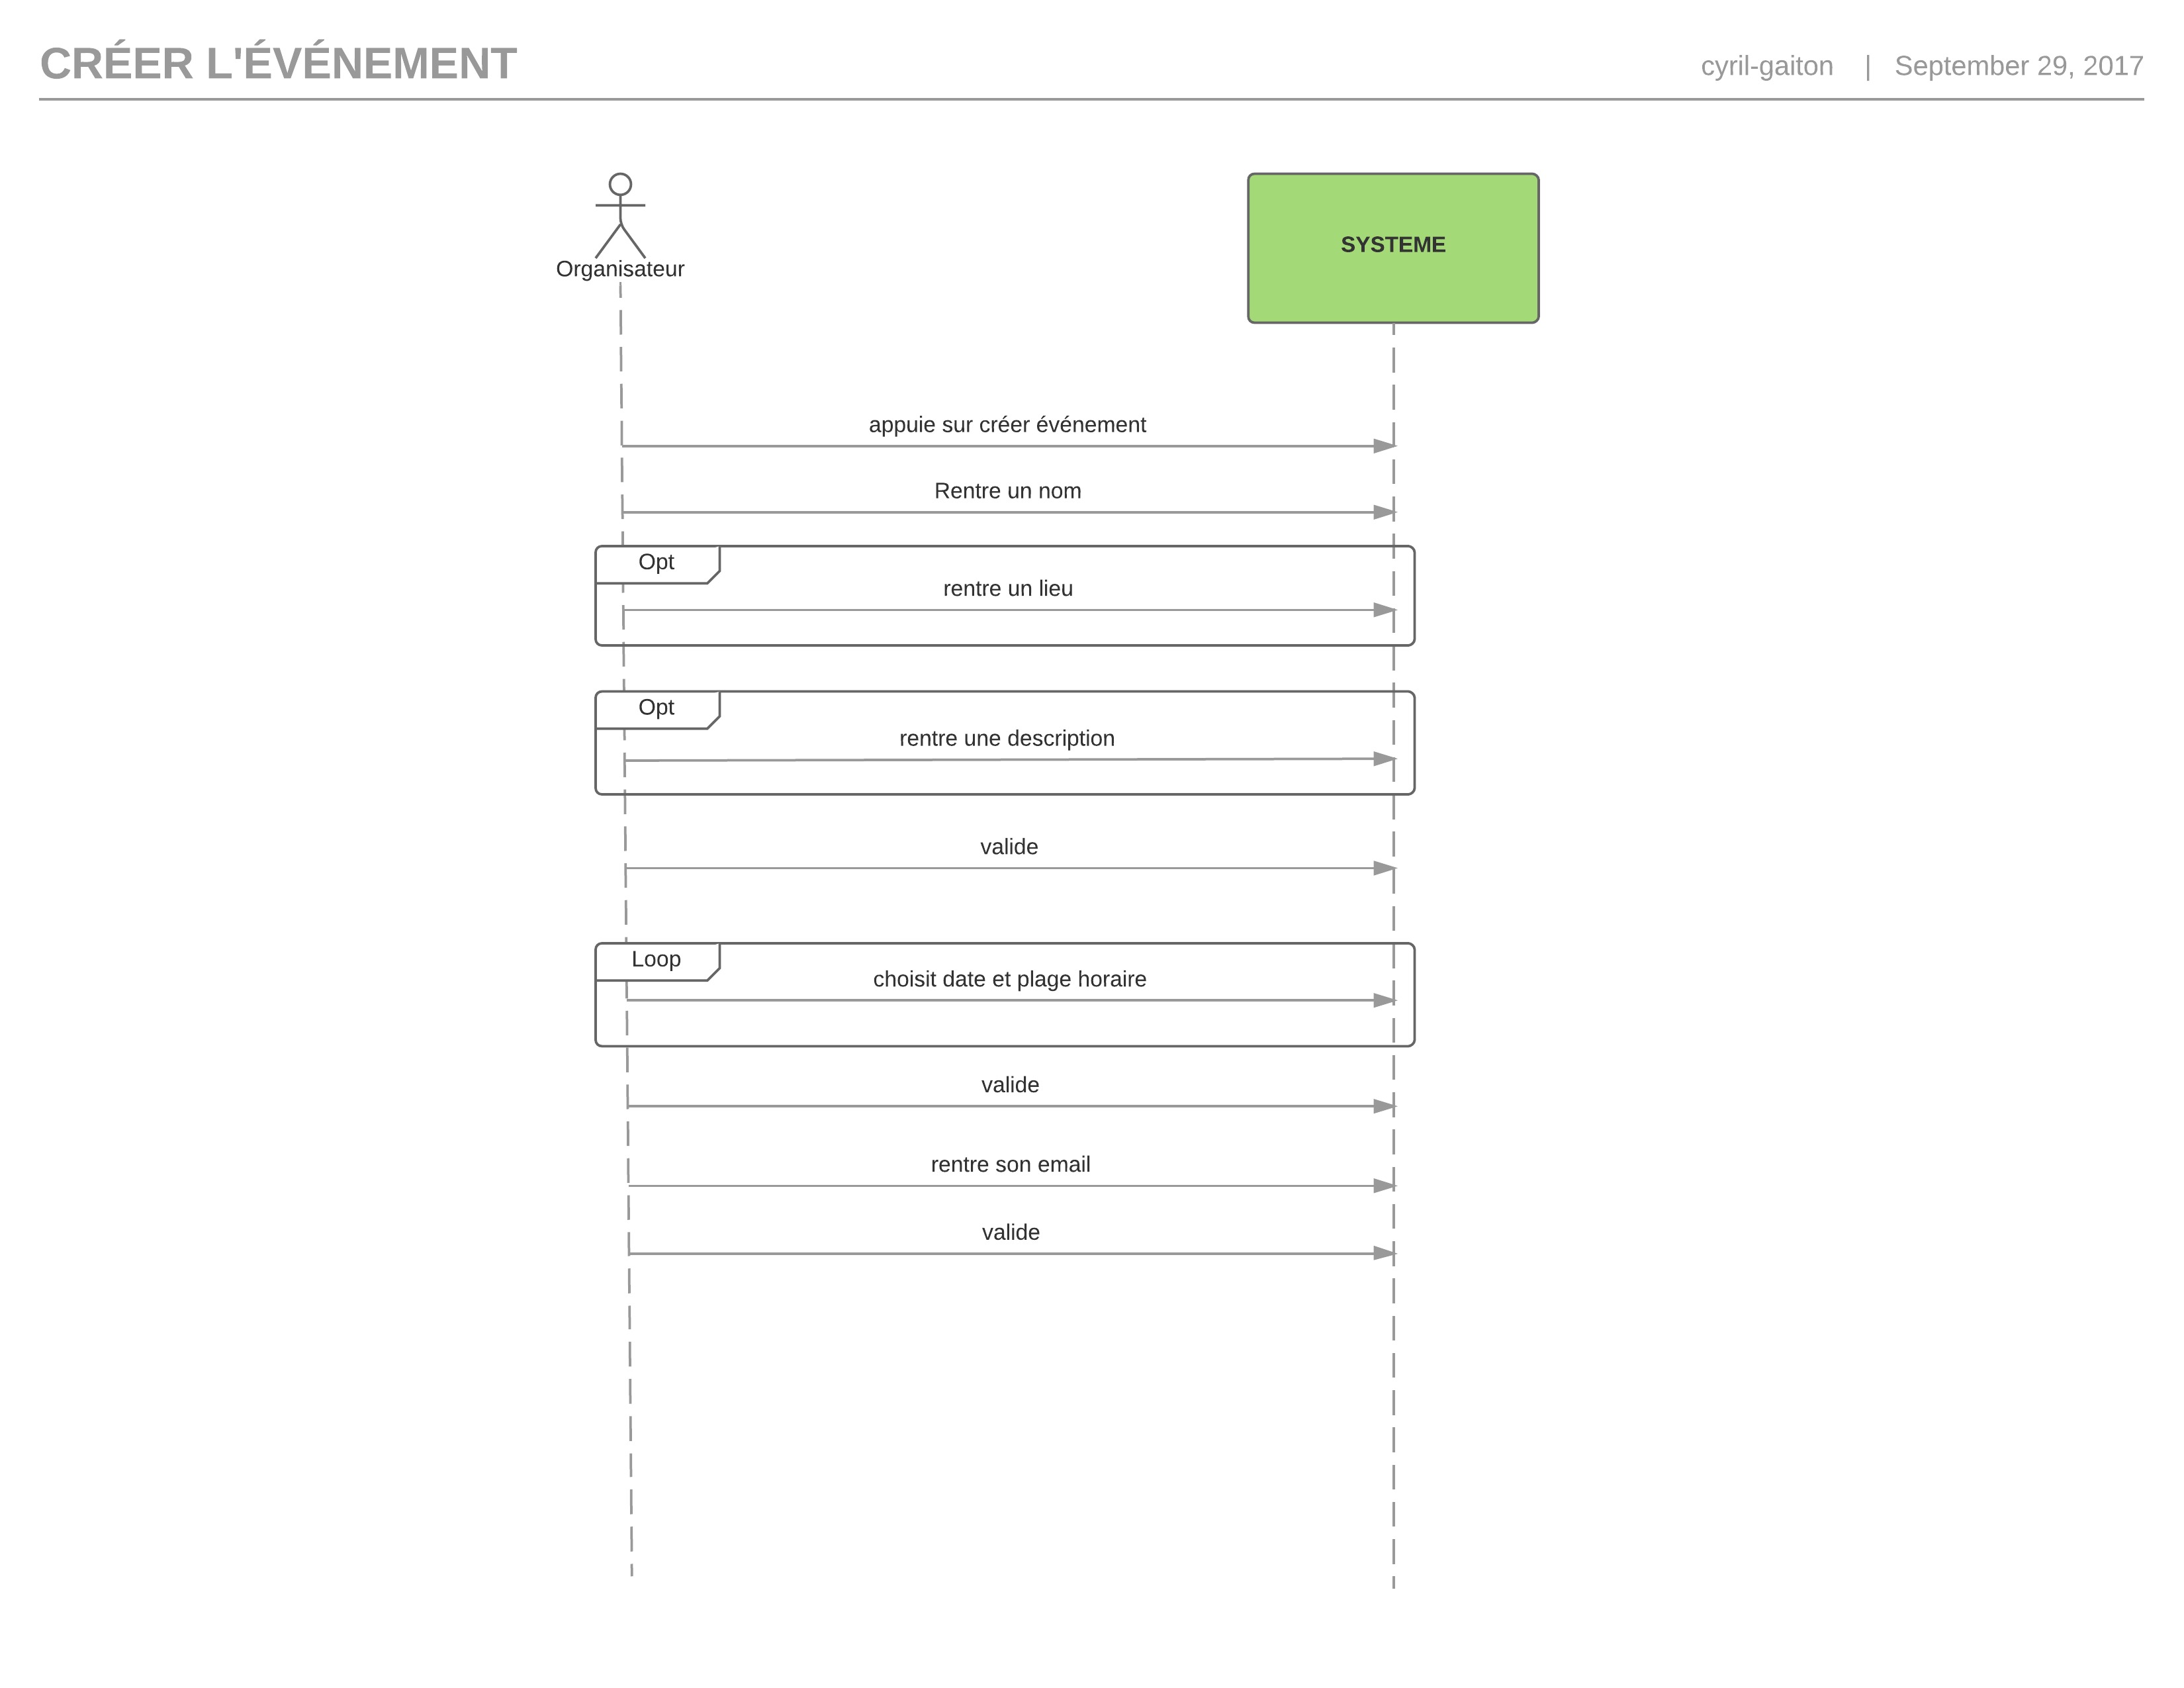 CRÉER L'ÉVÉNEMENT
cyril-gaiton | September 29, 2017
SYSTEME
Organisateur
appuie sur créer événement
Rentre un nom
Opt
rentre un lieu
Opt
rentre une description
valide
Loop
choisit date et plage horaire
valide
rentre son email
valide